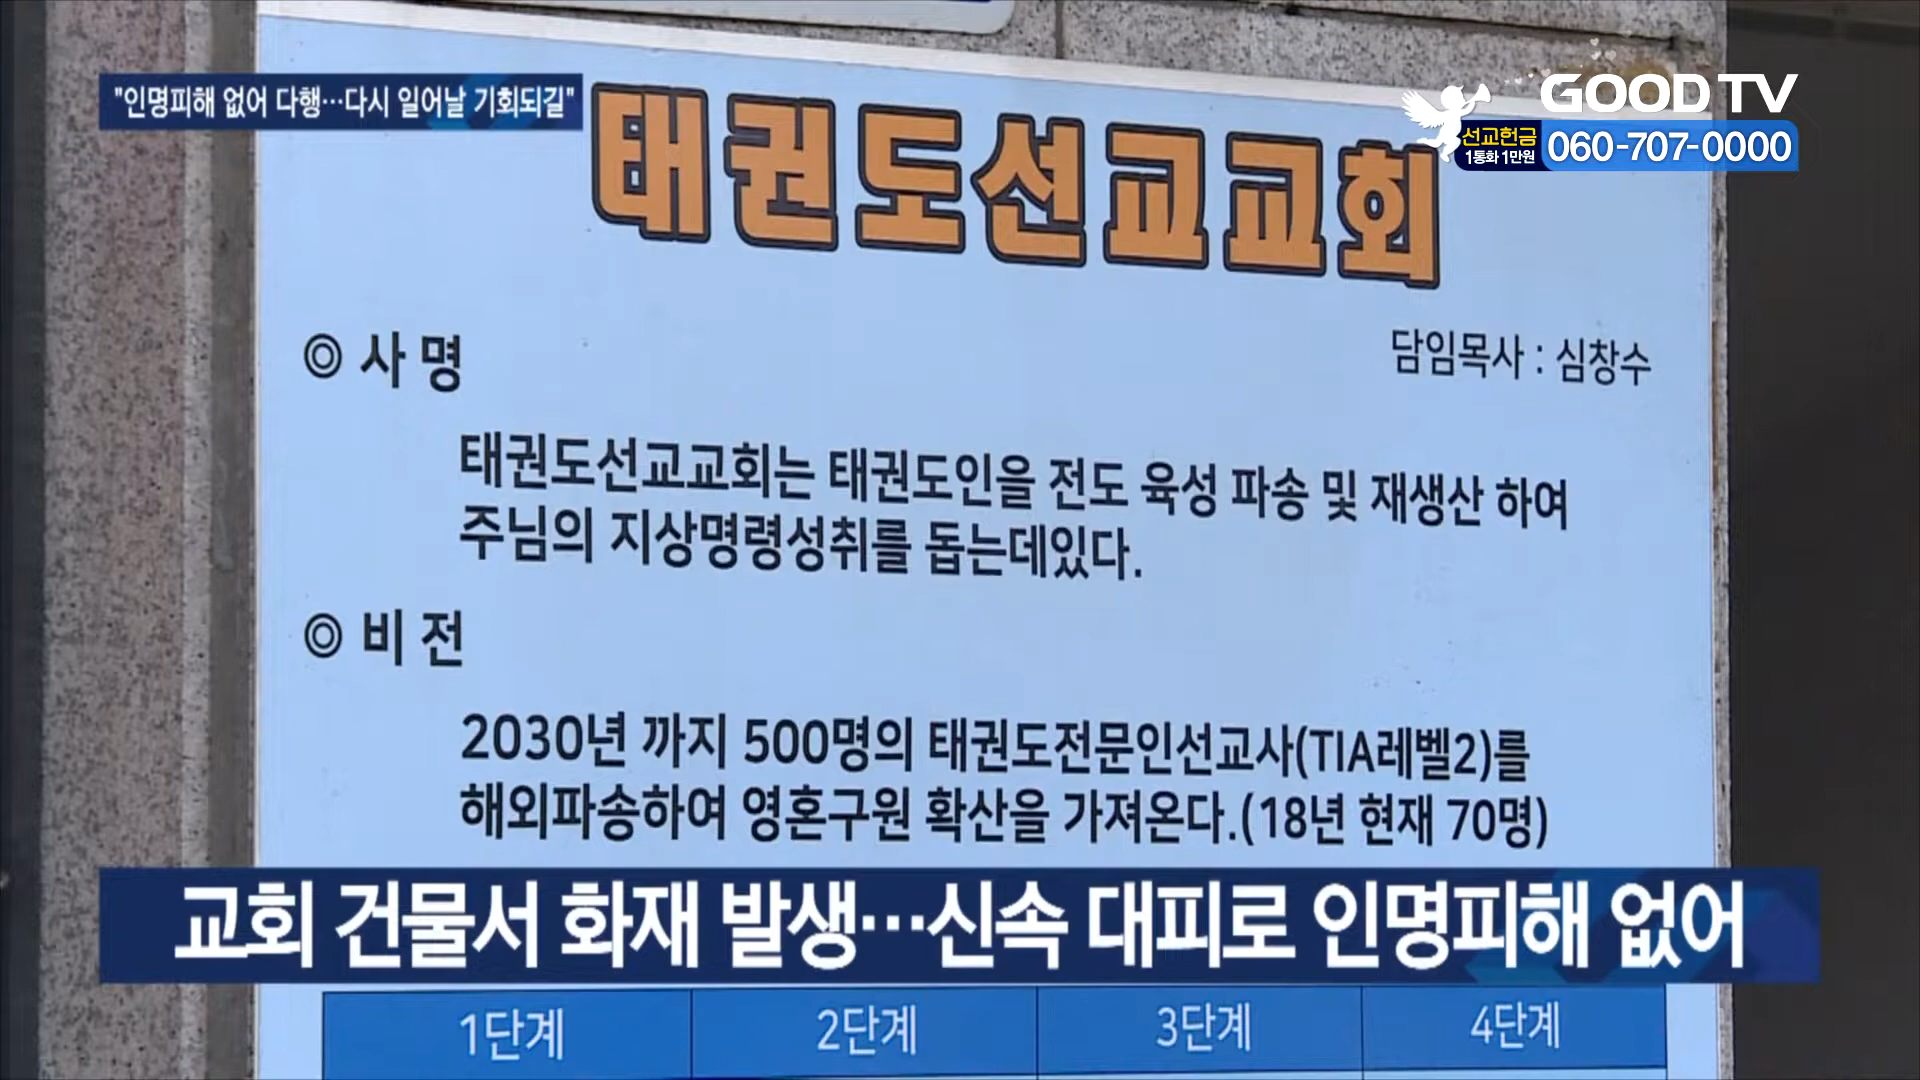 "인명피해 없어 다행…다시 일어날 기회되길"
GOODTV
선교헌금
1통화 1만원
060-707-0000
태권도선교교회
담임목사 : 심창수
◎ 사 명
태권도선교교회는 태권도인을 전도 육성 파송 및 재생산 하여
주님의 지상명령성취를 돕는데있다.
◎ 비 전
2030년 까지 500명의 태권도전문인선교사(TIA레벨2)를
해외파송하여 영혼구원 확산을 가져온다.(18년 현재 70명)
교회 건물서 화재 발생…신속 대피로 인명피해 없어
1단계
2단계
3단계
4단계